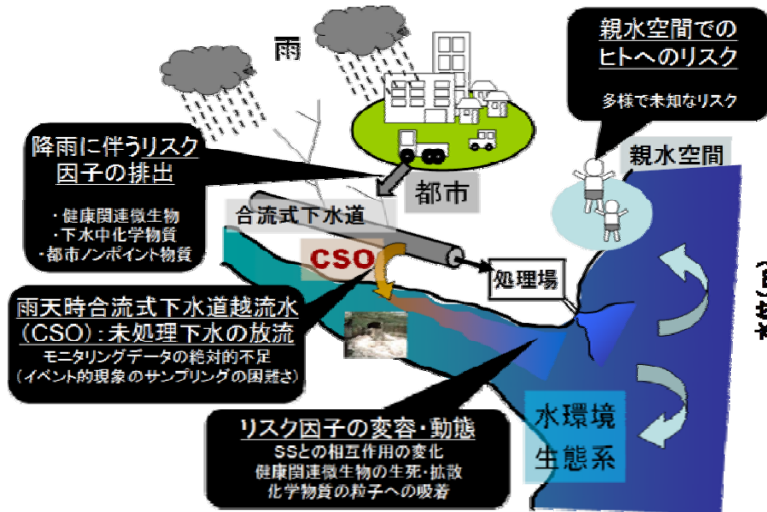 雨
親水空間での
ヒトへのリスク
多様で未知なリスク
降雨に伴うリスク
因子の排出
・健康関連微生物
・下水中化学物質
・都市ノンポイント物質
都市
親水空間
合流式下水道
CSO
処理場
雨天時合流式下水道越流水
(CSO):未処理下水の放流
モニタリングデータの絶対的不足
(イベント的現象のサンプリングの困難さ)
リスク因子の変容・動態
SSとの相互作用の変化
健康関連微生物の生死・拡散
化学物質の粒子への吸着
水環境
生態系